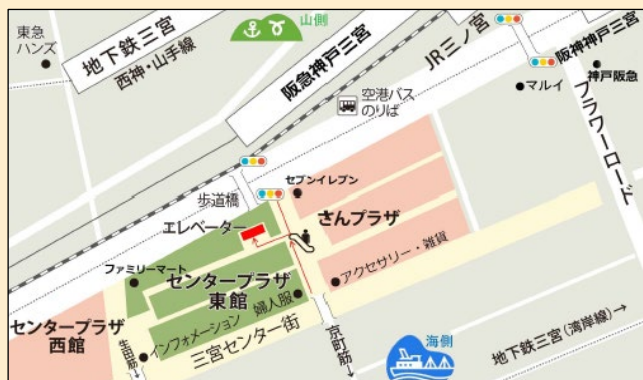 山側
東急
ハンズ
地下鉄三宮
西神・山手線
阪急神戸三宮
JR三ノ宮
阪神神戸三宮
神戸阪急
マルイ
フラワーロード
空港バス
のりば
セブンイレブン
歩道橋
さんプラザ
エレベーター
アクセサリー・雑貨
ファミリーマート
センタープラザ
東館
婦人服
センタープラザ
西館
インフォメーション
三宮センター街
生田筋
京町筋
海側
地下鉄三宮(湾岸線)→